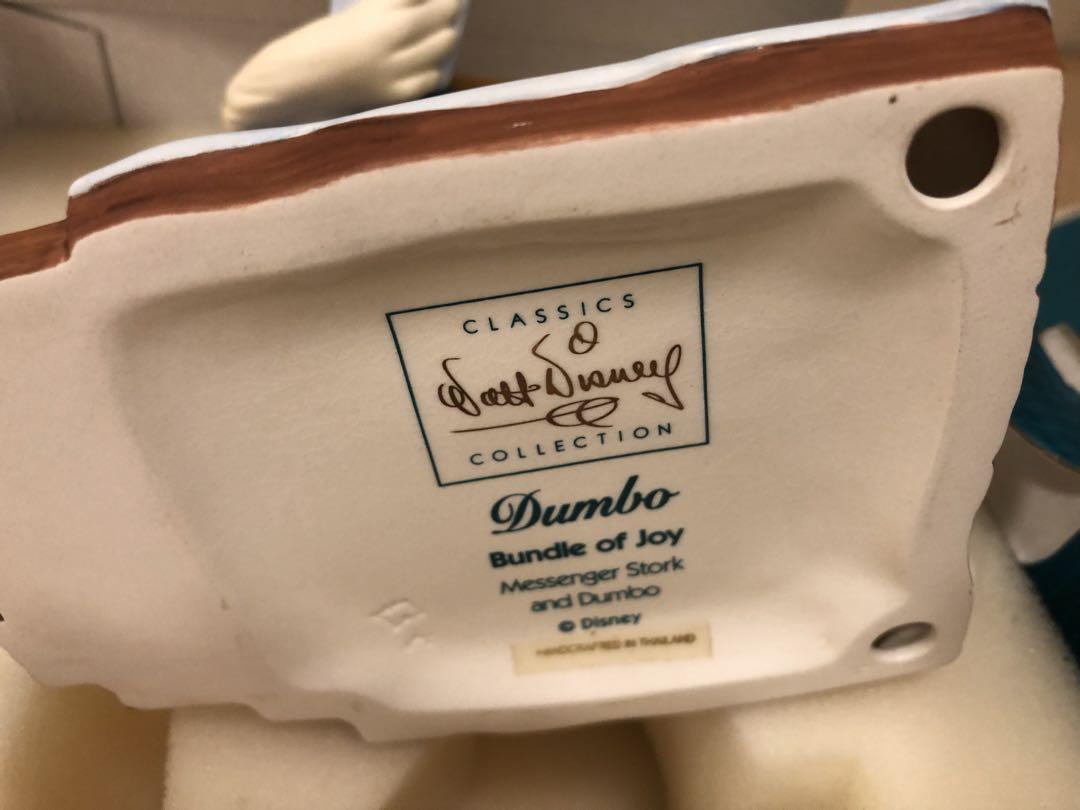 CLASSICS
Walt Disney
COLLECTION
Dumbo
Bundle of Joy
Messenger Stork
and Dumbo
© Disney
HANDCRAFTED IN THAILAND